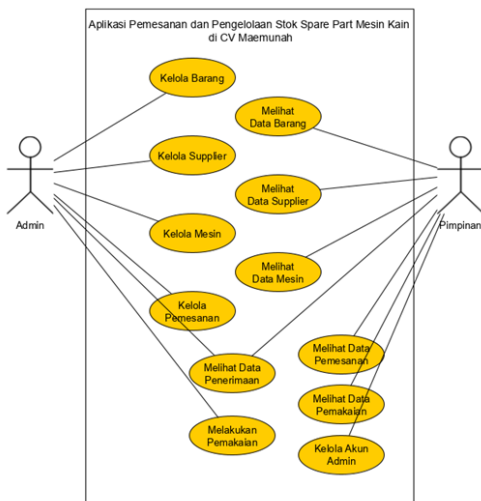 Aplikasi Pemesanan dan Pengelolaan Stok Spare Part Mesin Kain
di CV Maemunah
Kelola Barang
Melihat
Data Barang
Kelola Supplier
Melihat
Data Supplier
Admin
Pimpinan
Kelola Mesin
Melihat
Data Mesin
Kelola
Pemesanan
Melihat Data
Pemesanan
Melihat Data
Penerimaan
Melihat Data
Pemakaian
Melakukan
Pemakaian
Kelola Akun
Admin